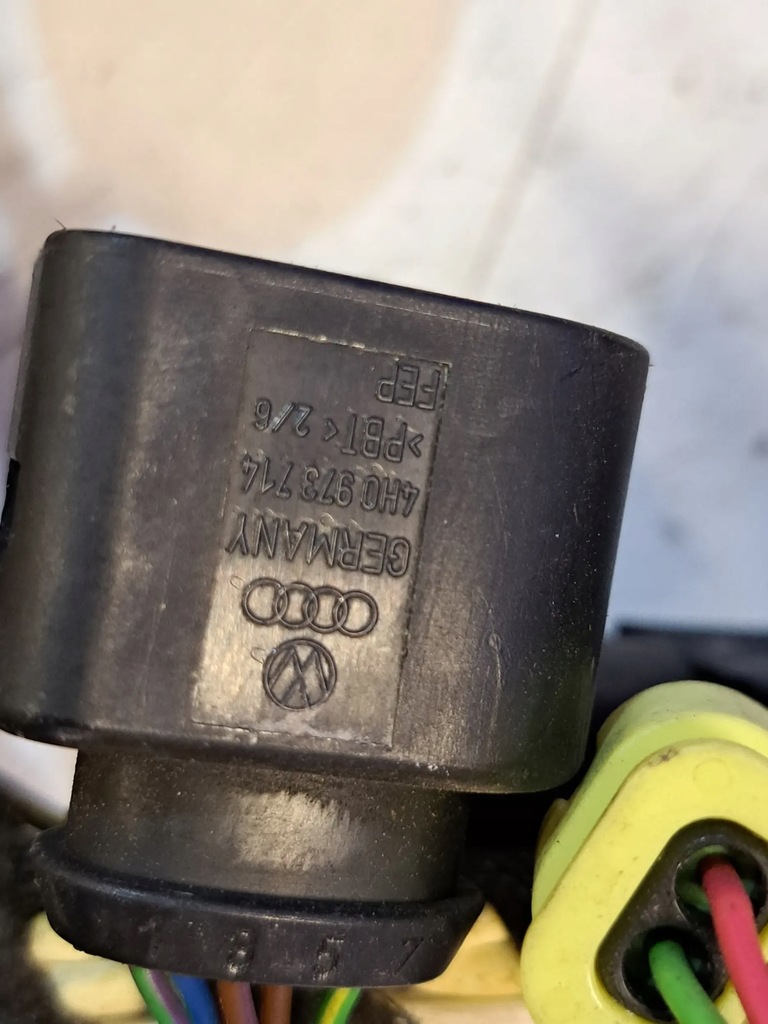 GERMANY
4H0 973 714
>PBT< 2/6
FEP